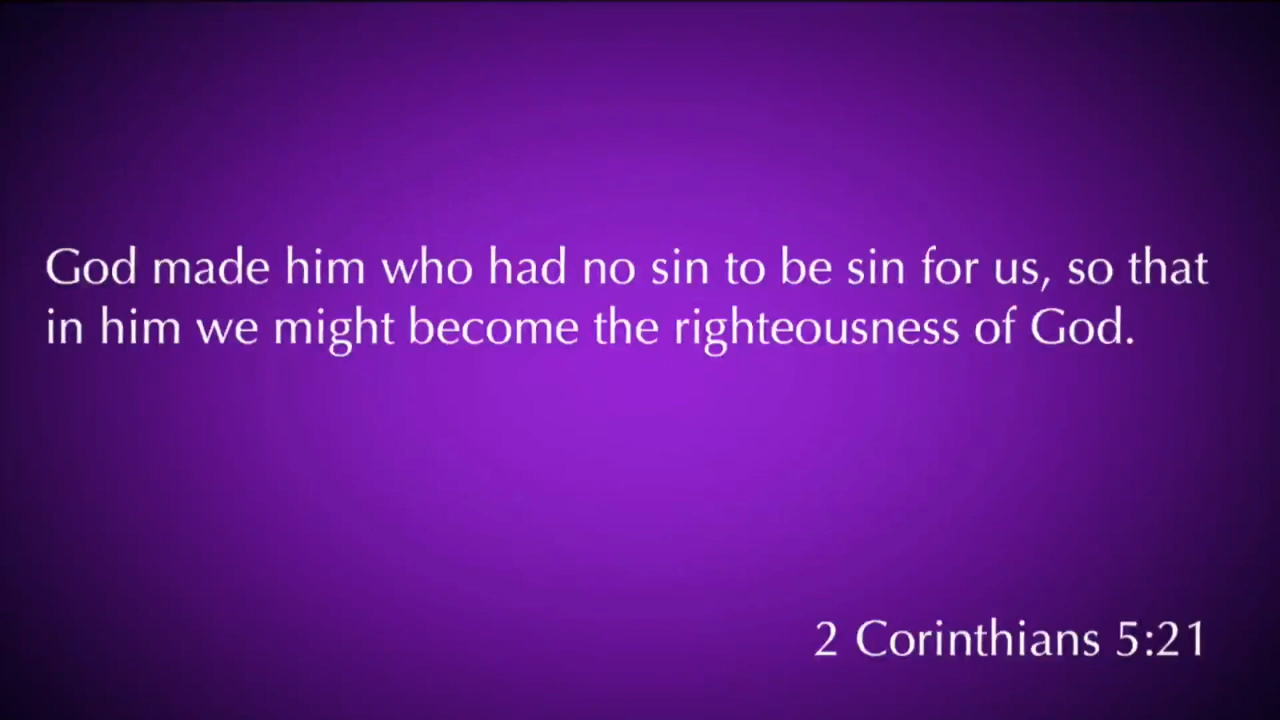 God made him who had no sin to be sin for us, so that
in him we might become the righteousness of God.
2 Corinthians 5:21